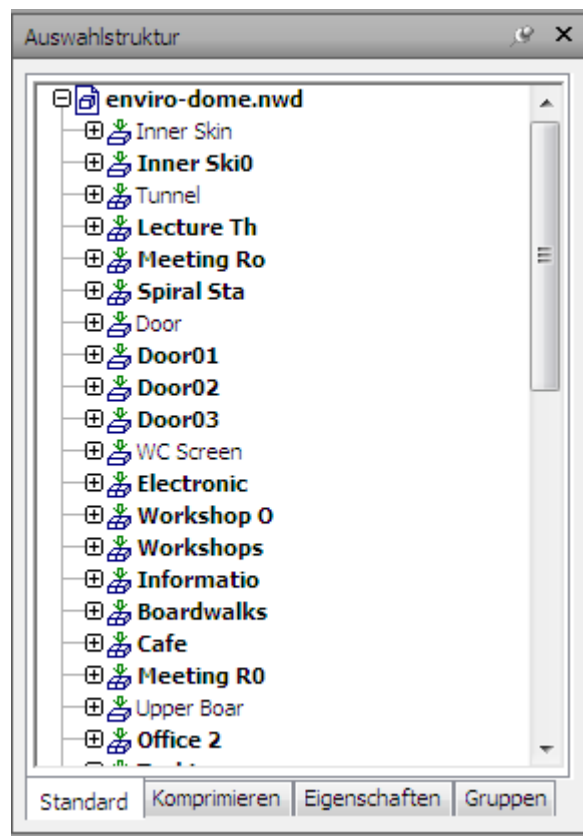 Auswahlstruktur
enviro-dome.nwd
Inner Skin
Inner Ski0
Tunnel
Lecture Th
Meeting Ro
Spiral Sta
Door
Door01
Door02
Door03
WC Screen
Electronic
Workshop O
Workshops
Informatio
Boardwalks
Cafe
Meeting R0
Upper Boar
Office 2
Standard Komprimieren Eigenschaften Gruppen